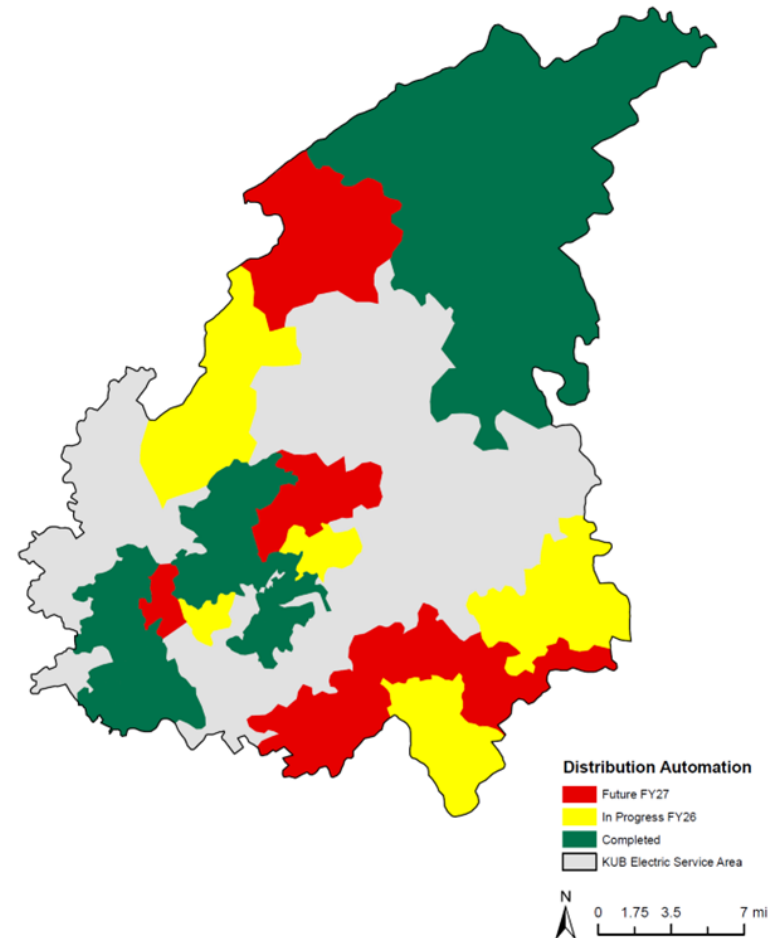 Distribution Automation
Future FY27
In Progress FY26
Completed
KUB Electric Service Area
N
0 1.75 3.5 7 mi